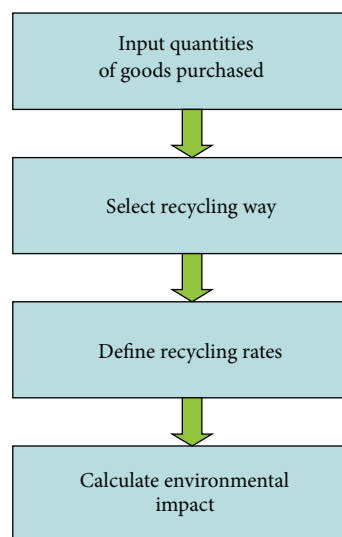 Input quantities
of goods purchased
Select recycling way
Define recycling rates
Calculate environmental
impact